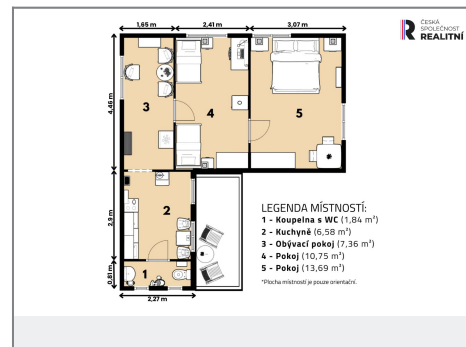 1,65 m
2,41 m
3,07 m
ČESKÁ
SPOLEČNOST
REALITNÍ
4,46 m
3
4
5
2,9 m
2
0,81 m
1
2,27 m
LEGENDA MÍSTNOSTÍ:
1 - Koupelna s WC (1,84 m²)
2 - Kuchyně (6,58 m²)
3 - Obývací pokoj (7,36 m²)
4 - Pokoj (10,75 m²)
5 - Pokoj (13,69 m²)
*Plocha místností je pouze orientační.